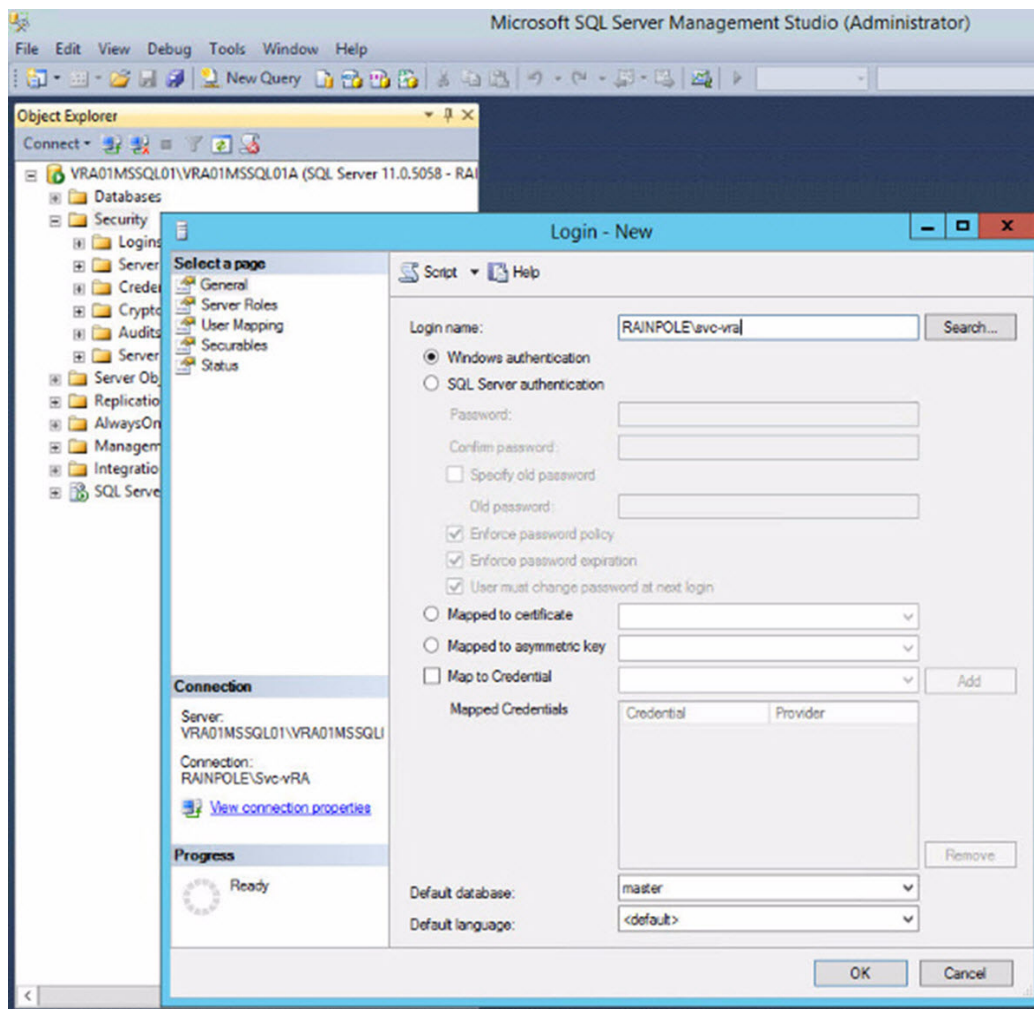 Microsoft SQL Server Management Studio (Administrator)
File Edit View Debug Tools Window Help
New Query
Object Explorer
Connect
VRA01MSSQL01\VRA01MSSQL01A (SQL Server 11.0.5058 - RAI
Databases
Security
Logins
Server
Creder
Crypto
Audits
Server
Server Obj
Replicatio
AlwaysOn
Managem
Integratio
SQL Serve
Login - New
Select a page
General
Server Roles
User Mapping
Securables
Status
Script Help
Login name: RAINPOLE\svc-vra Search...
Windows authentication
SQL Server authentication
Password:
Confirm password:
Specify old password
Old password:
Enforce password policy
Enforce password expiration
User must change password at next login
Mapped to certificate
Mapped to asymmetric key
Map to Credential Add
Mapped Credentials Credential Provider
Remove
Default database: master
Default language: <default>
Connection
Server:
VRA01MSSQL01\VRA01MSSQL(
Connection:
RAINPOLE\Svc-vRA
View connection properties
Progress
Ready
OK Cancel